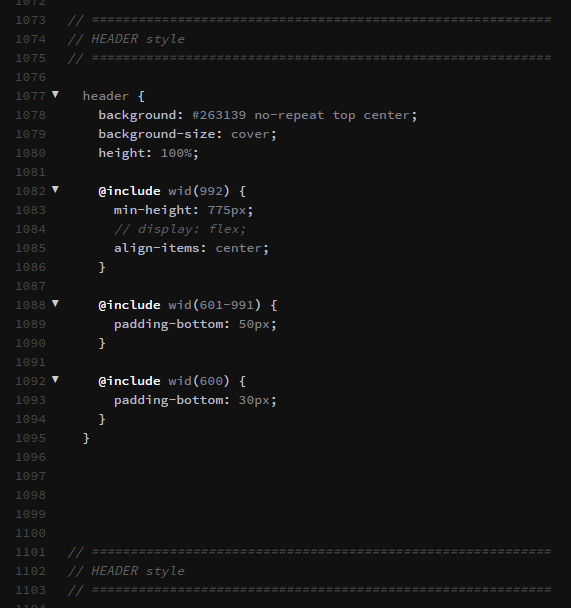 1072
1073 // ===========================================================
1074 // HEADER style
1075 // ===========================================================
1076
1077 ▼ header {
1078 background: #263139 no-repeat top center;
1079 background-size: cover;
1080 height: 100%;
1081
1082 ▼ @include wid(992) {
1083 min-height: 775px;
1084 // display: flex;
1085 align-items: center;
1086 }
1087
1088 ▼ @include wid(601-991) {
1089 padding-bottom: 50px;
1090 }
1091
1092 ▼ @include wid(600) {
1093 padding-bottom: 30px;
1094 }
1095 }
1096
1097
1098
1099
1100
1101 // ===========================================================
1102 // HEADER style
1103 // ===========================================================
1104